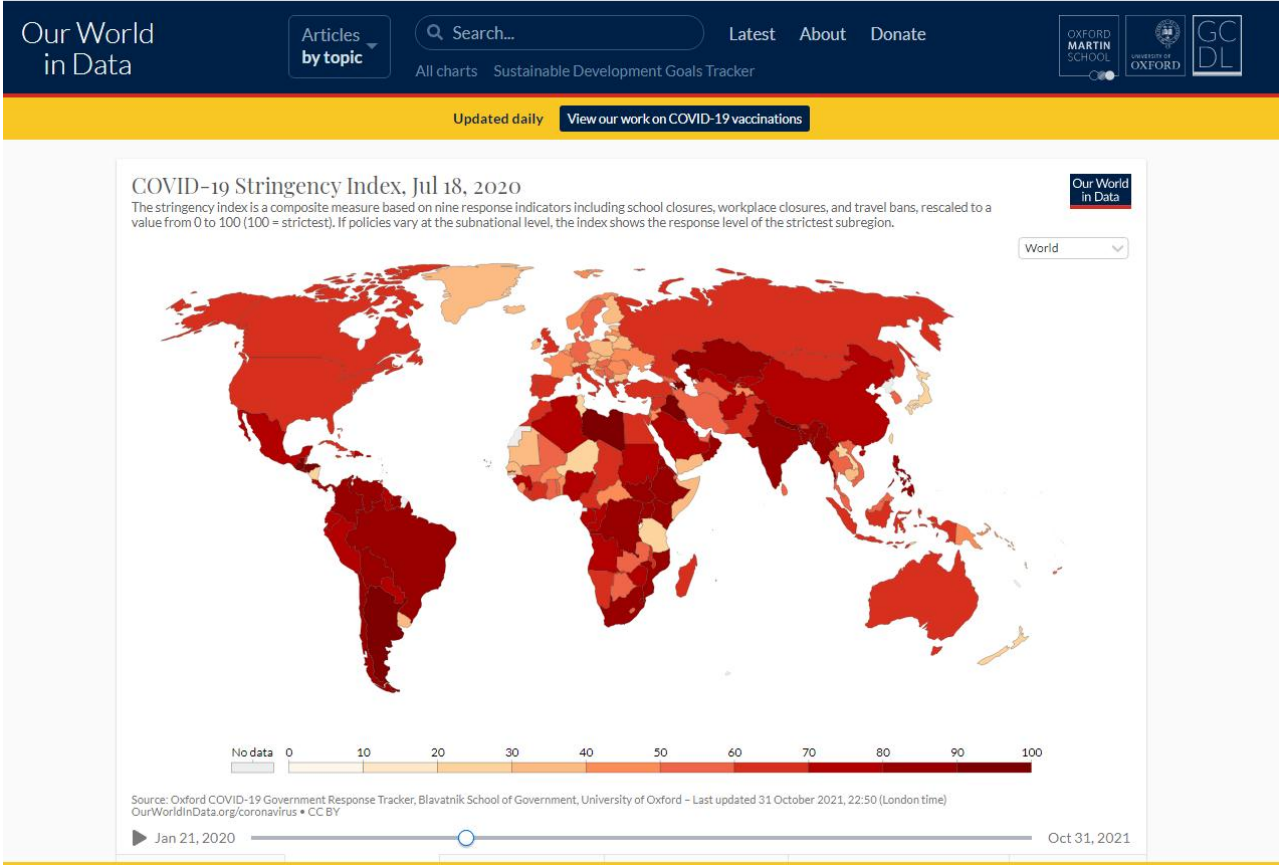 Our World
in Data
Articles
by topic
Search...
Latest About Donate
All charts Sustainable Development Goals Tracker
OXFORD
MARTIN
SCHOOL
UNIVERSITY OF
OXFORD
GC
DL
Updated daily View our work on COVID-19 vaccinations
COVID-19 Stringency Index, Jul 18, 2020
The stringency index is a composite measure based on nine response indicators including school closures, workplace closures, and travel bans, rescaled to a
value from 0 to 100 (100 = strictest). If policies vary at the subnational level, the index shows the response level of the strictest subregion.
Our World
in Data
World
No data 0 10 20 30 40 50 60 70 80 90 100
Source: Oxford COVID-19 Government Response Tracker, Blavatnik School of Government, University of Oxford – Last updated 31 October 2021, 22:50 (London time)
OurWorldInData.org/coronavirus • CC BY
Jan 21, 2020 Oct 31, 2021